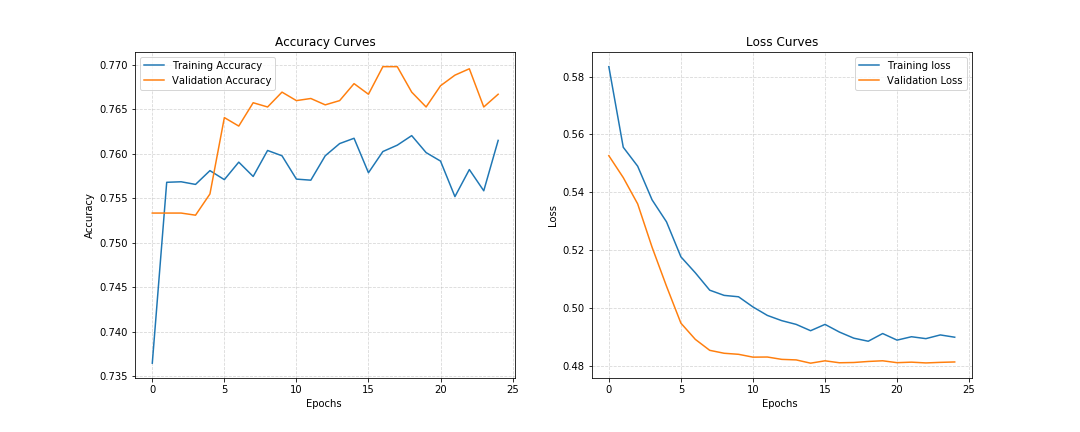 Accuracy Curves
Training Accuracy
Validation Accuracy
0.770
0.765
0.760
0.755
0.750
0.745
0.740
0.735
Accuracy
0 5 10 15 20 25
Epochs
Loss Curves
Training loss
Validation Loss
0.58
0.56
0.54
0.52
0.50
0.48
Loss
0 5 10 15 20 25
Epochs